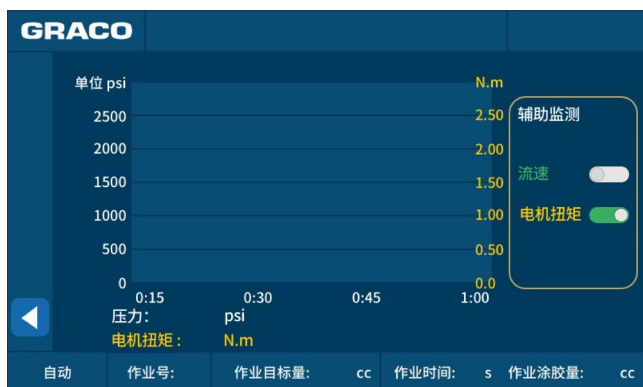 GRACO
单位 psi
N.m
2500
2.50
2000
2.00
1500
1.50
1000
1.00
500
0.50
0
0.0
0:15
0:30
0:45
1:00
辅助监测
流速
电机扭矩
压力:
psi
电机扭矩:
N.m
自动
作业号:
作业目标量:
cc
作业时间:
s
作业涂胶量:
cc